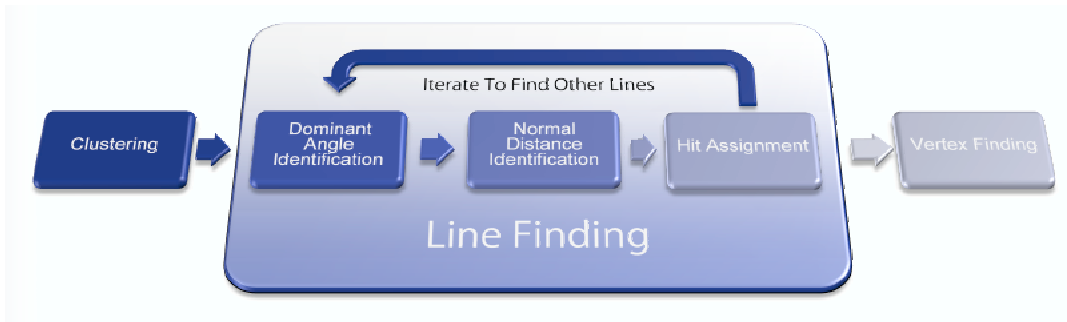 Iterate To Find Other Lines
Clustering
Dominant
Angle
Identification
Normal
Distance
Identification
Hit Assignment
Vertex Finding
Line Finding